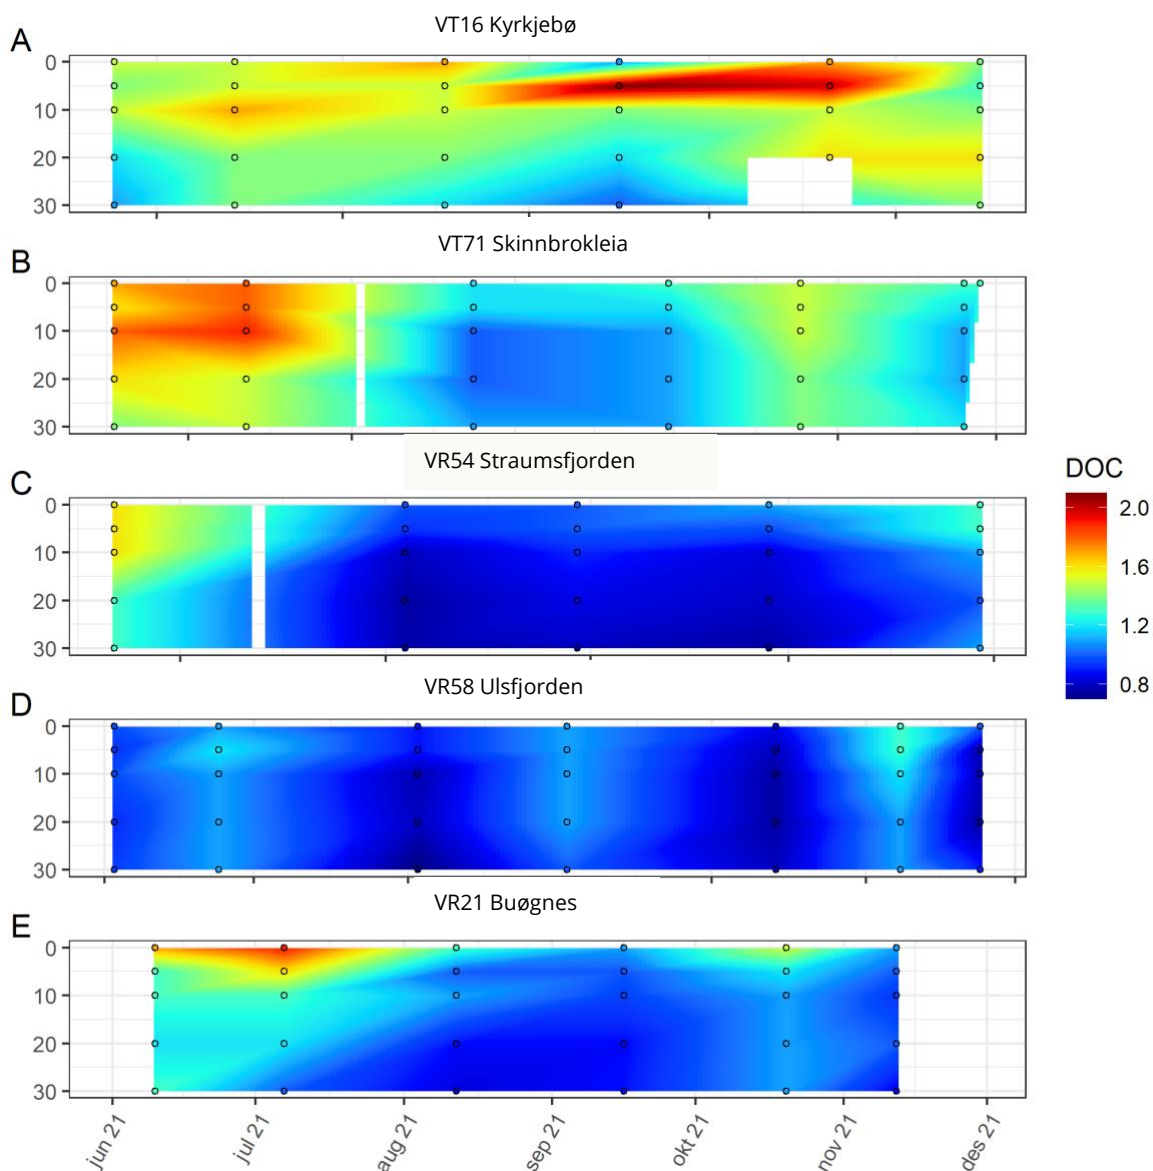 VT16 Kyrkjebø
A
0
10
20
30
VT71 Skinnbrokleia
B
0
10
20
30
VR54 Straumsfjorden
C
0
10
20
30
DOC
2.0
1.6
1.2
0.8
VR58 Ulsfjorden
D
0
10
20
30
VR21 Buøgnes
E
0
10
20
30
jun 21 jul 21 aug 21 sep 21 okt 21 nov 21 des 21